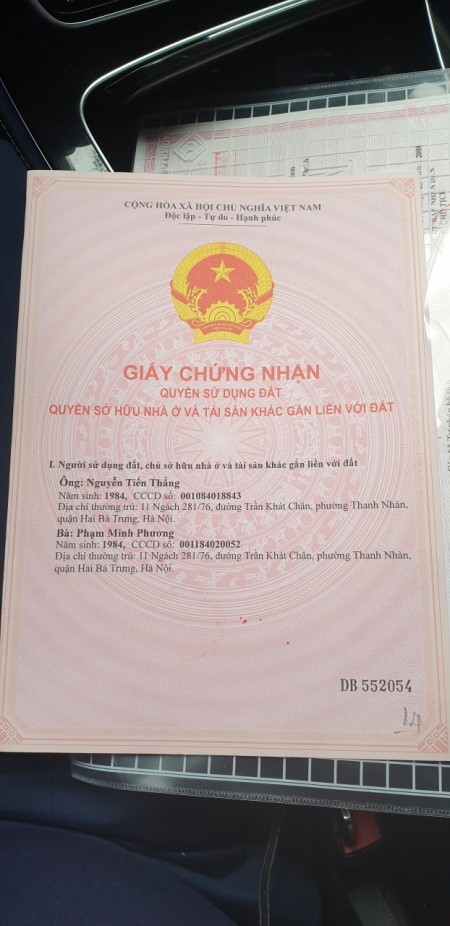 CỘNG HÒA XÃ HỘI CHỦ NGHĨA VIỆT NAM
Độc lập - Tự do - Hạnh phúc
GIẤY CHỨNG NHẬN
QUYỀN SỬ DỤNG ĐẤT
QUYỀN SỞ HỮU NHÀ Ở VÀ TÀI SẢN KHÁC GẮN LIỀN VỚI ĐẤT
I. Người sử dụng đất, chủ sở hữu nhà ở và tài sản khác gắn liền với đất
Ông: Nguyễn Tiến Thắng
Năm sinh: 1984, CCCD số: 001084018843
Địa chỉ thường trú: 11 Ngách 281/76, đường Trần Khát Chân, phường Thanh Nhàn,
quận Hai Bà Trưng, Hà Nội.
Bà: Phạm Minh Phương
Năm sinh: 1984, CCCD số: 001184020052
Địa chỉ thường trú: 11 Ngách 281/76, đường Trần Khát Chân, phường Thanh Nhàn,
quận Hai Bà Trưng, Hà Nội.
DB 552054